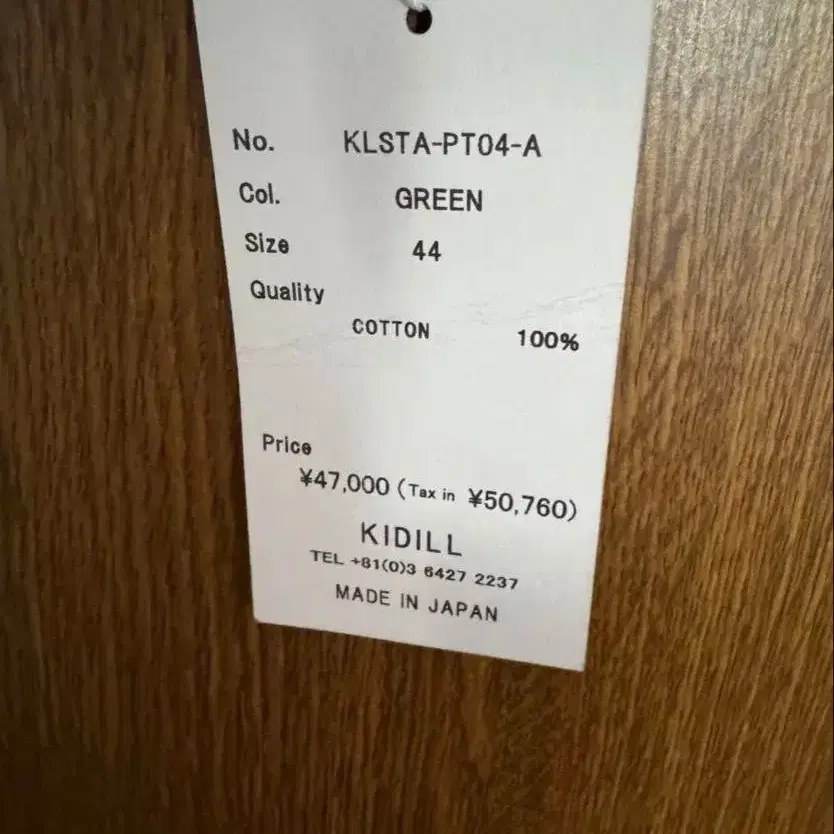 No. KLSTA-PT04-A
Col. GREEN
Size 44
Quality
COTTON 100%
Price
¥47,000 (Tax in ¥50,760)
KIDILL
TEL +81(0)3 6427 2237
MADE IN JAPAN